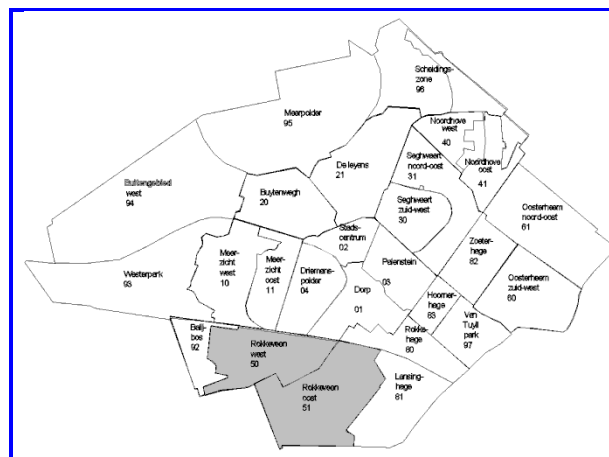 Scheidings-
zone
96
Meerpolder
95
Noordhove
west
40
Noordhove
oost
41
De leyens
21
Seghwaert
noord-oost
31
Buitengebied
west
94
Buytenwegh
20
Seghwaert
zuid-west
30
Oosterheem
noord-oost
61
Stads-
centrum
02
Zoeter-
hage
82
Meer-
zicht
west
10
Meer-
zicht
oost
11
Driemans-
polder
04
Palenstein
03
Westerpark
93
Oosterheem
zuid-west
60
Dorp
01
Hoorner-
hage
83
Van
Tuyll
park
97
Rokke-
hage
80
Balij-
bos
92
Rokkeveen
west
50
Rokkeveen
oost
51
Lansing-
hage
81